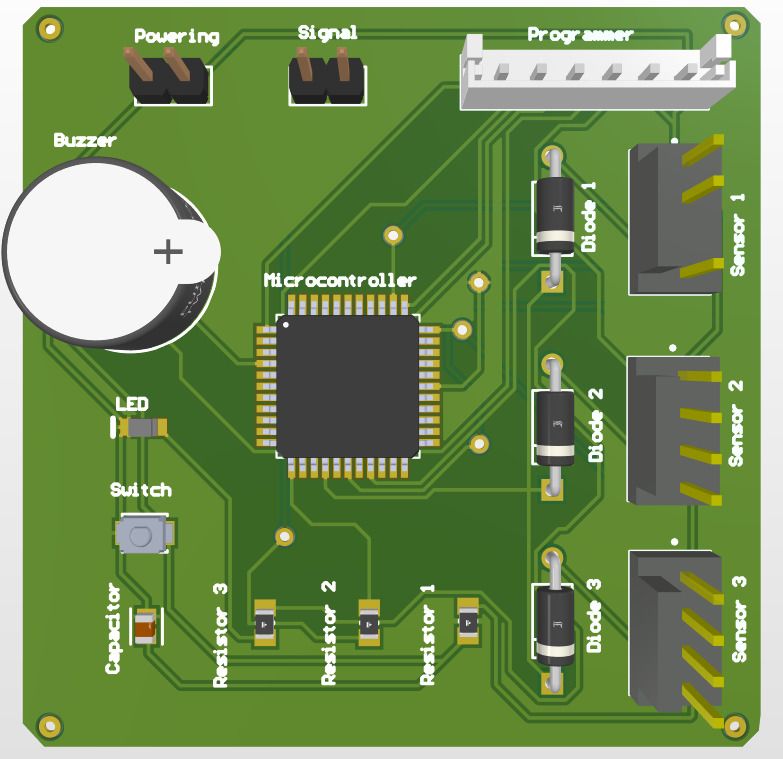 Powering
Signal
Programmer
Buzzer
Diode 1
Sensor 1
Microcontroller
LED
Diode 2
Sensor 2
Switch
Capacitor
Resistor 3
Resistor 2
Resistor 1
Diode 3
Sensor 3